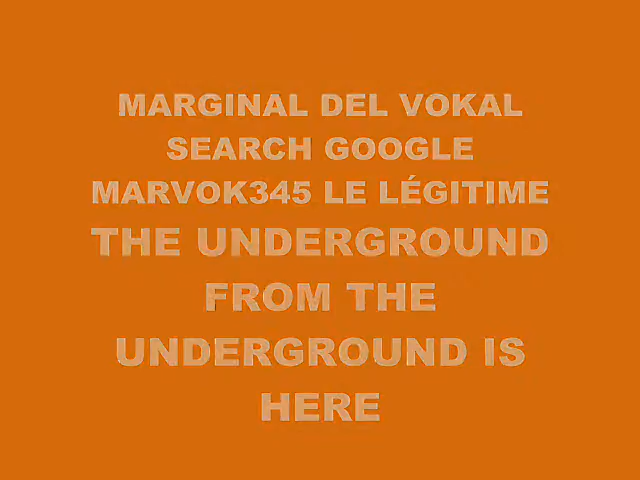 MARGINAL DEL VOKAL
SEARCH GOOGLE
MARVOK345 LE LÉGITIME
THE UNDERGROUND
FROM THE
UNDERGROUND IS
HERE